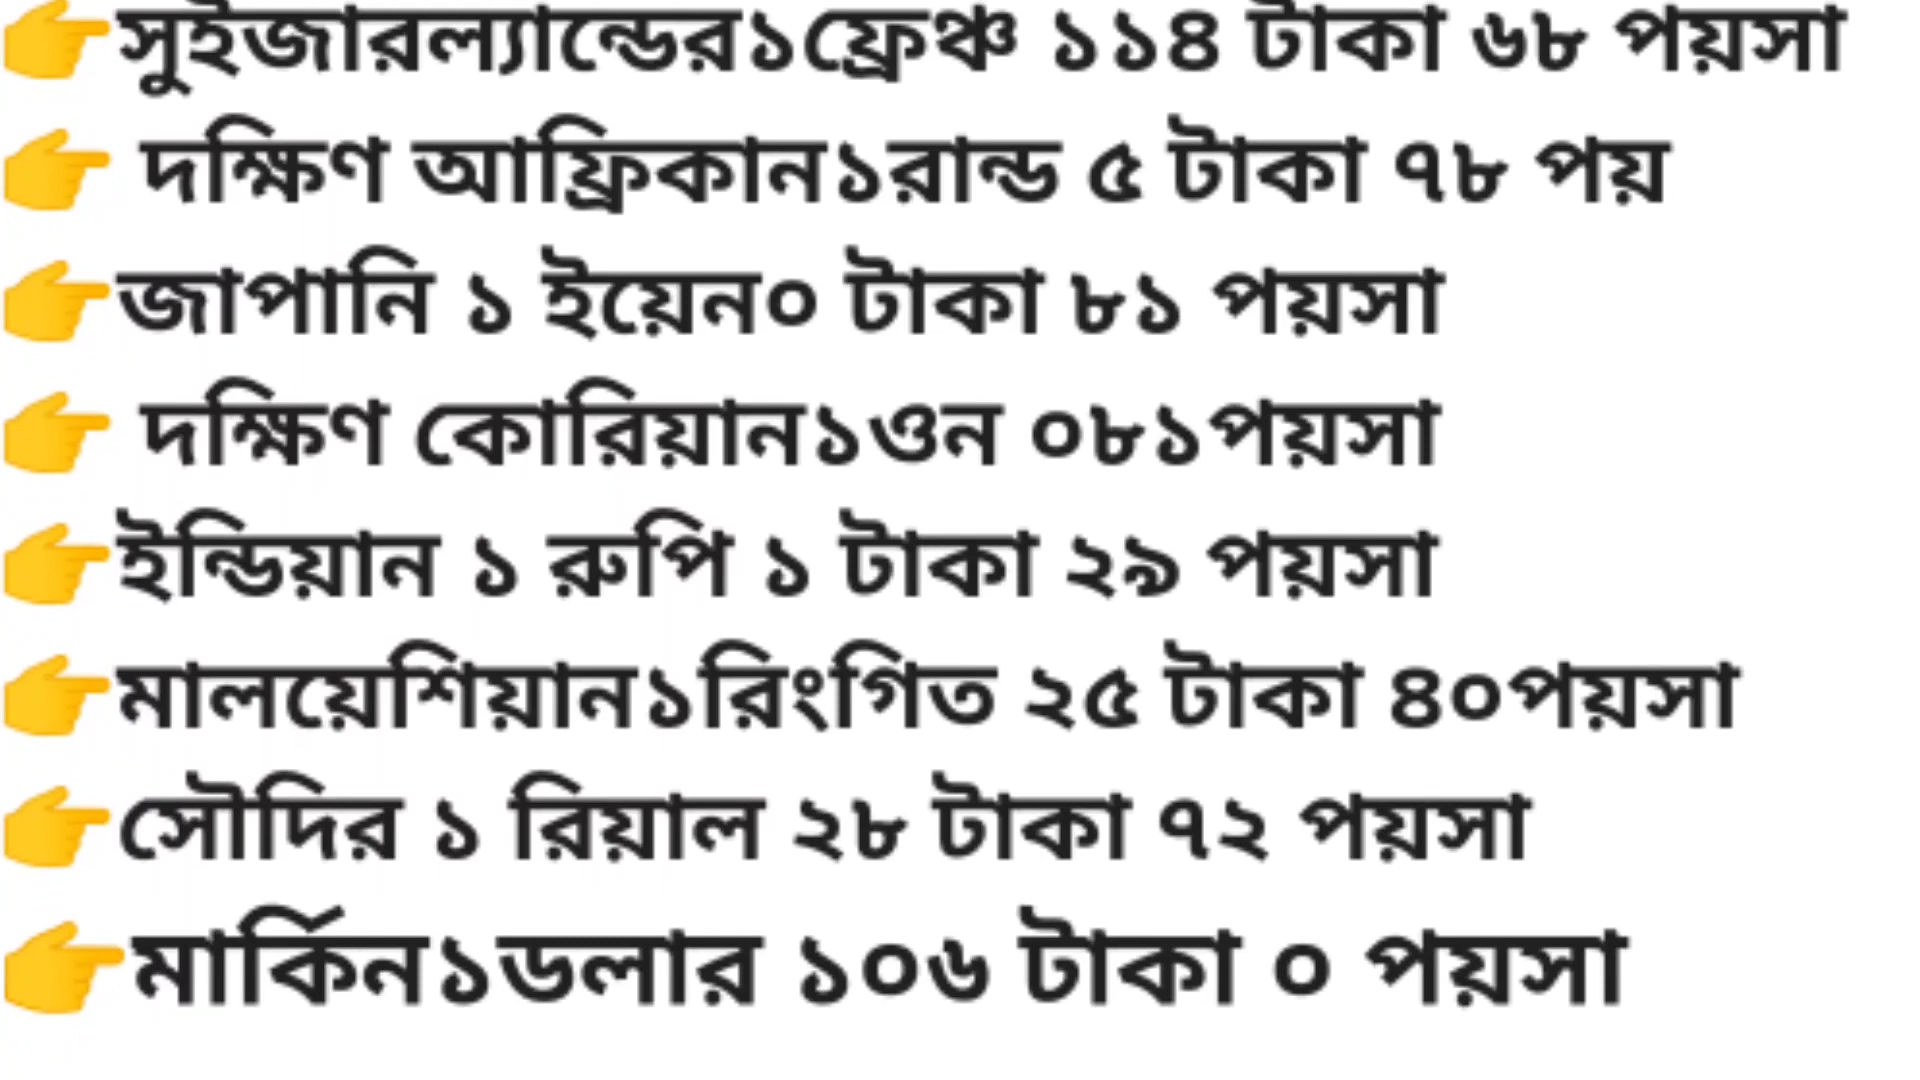 👉সুইজারল্যান্ডের১ফ্রেঞ্চ ১১৪ টাকা ৬৮ পয়সা
👉 দক্ষিণ আফ্রিকান১রান্ড ৫ টাকা ৭৮ পয়
👉জাপানি ১ ইয়েন০ টাকা ৮১ পয়সা
👉 দক্ষিণ কোরিয়ান১ওন ০৮১পয়সা
👉ইন্ডিয়ান ১ রুপি ১ টাকা ২৯ পয়সা
👉মালয়েশিয়ান১রিংগিত ২৫ টাকা ৪০পয়সা
👉সৌদির ১ রিয়াল ২৮ টাকা ৭২ পয়সা
👉মার্কিন১ডলার ১০৬ টাকা ০ পয়সা